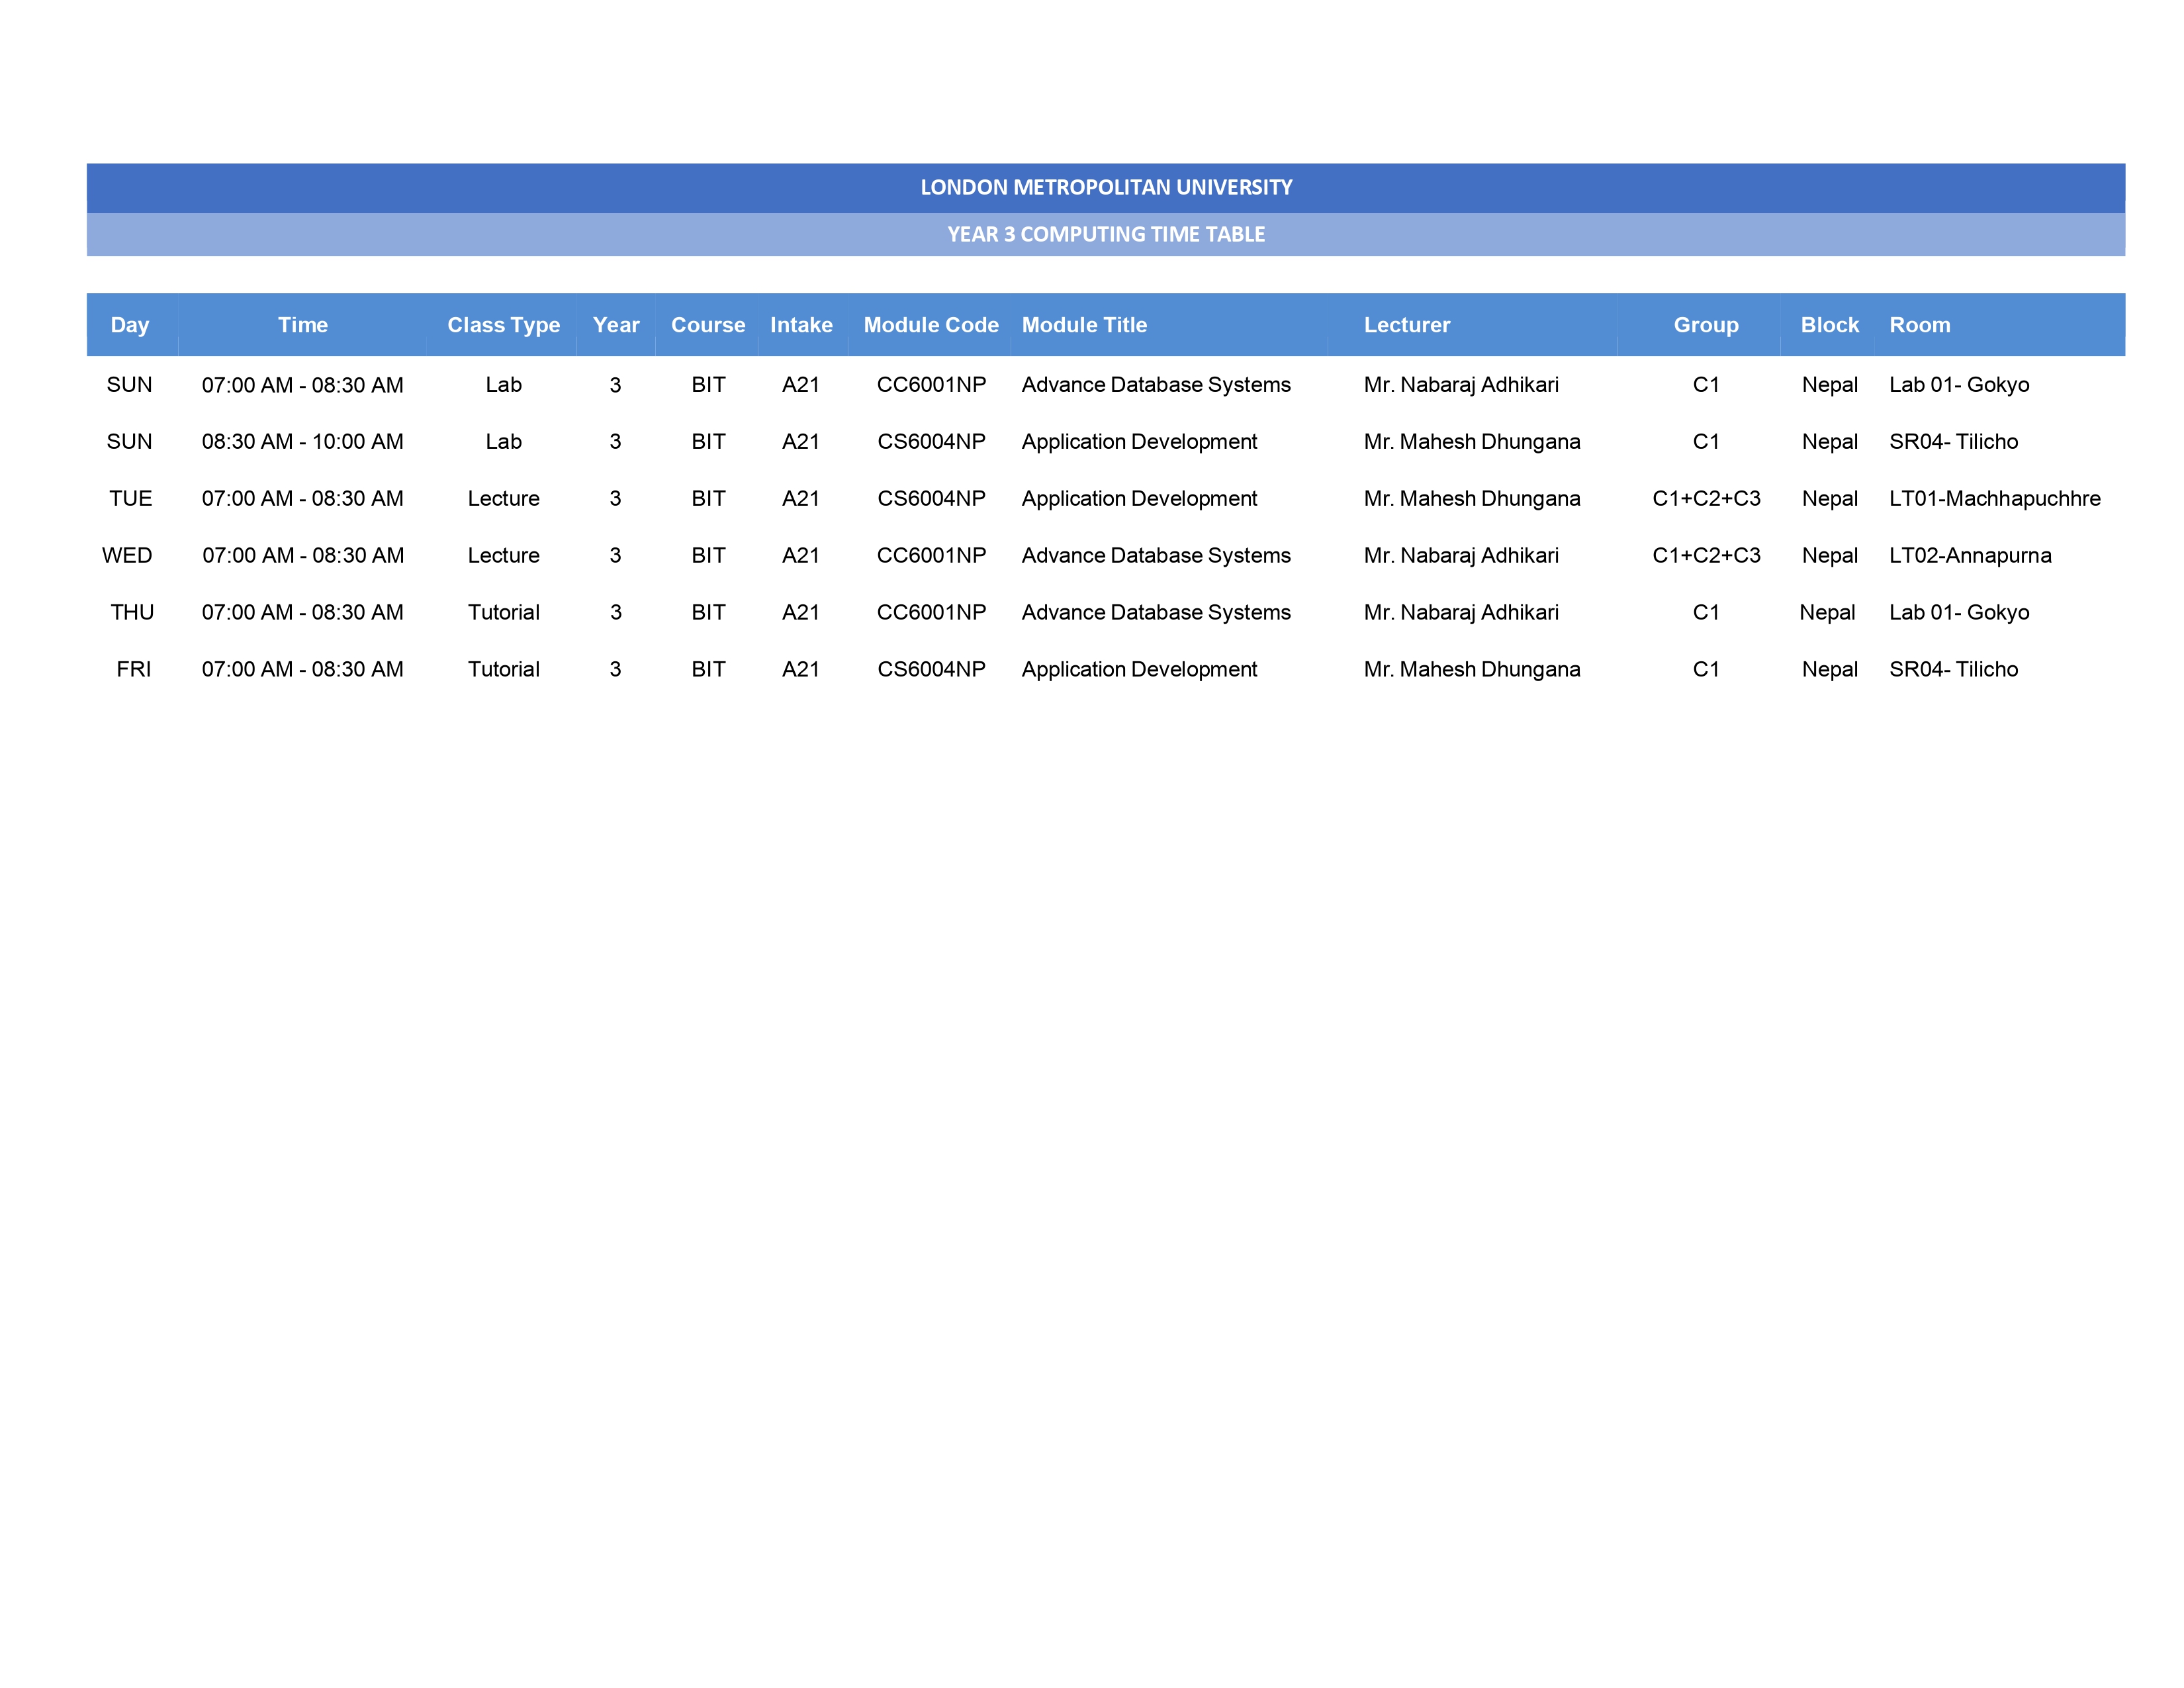 LONDON METROPOLITAN UNIVERSITY
YEAR 3 COMPUTING TIME TABLE
Day Time Class Type Year Course Intake Module Code Module Title Lecturer Group Block Room
SUN 07:00 AM - 08:30 AM Lab 3 BIT A21 CC6001NP Advance Database Systems Mr. Nabaraj Adhikari C1 Nepal Lab 01- Gokyo
SUN 08:30 AM - 10:00 AM Lab 3 BIT A21 CS6004NP Application Development Mr. Mahesh Dhungana C1 Nepal SR04- Tilicho
TUE 07:00 AM - 08:30 AM Lecture 3 BIT A21 CS6004NP Application Development Mr. Mahesh Dhungana C1+C2+C3 Nepal LT01-Machhapuchhre
WED 07:00 AM - 08:30 AM Lecture 3 BIT A21 CC6001NP Advance Database Systems Mr. Nabaraj Adhikari C1+C2+C3 Nepal LT02-Annapurna
THU 07:00 AM - 08:30 AM Tutorial 3 BIT A21 CC6001NP Advance Database Systems Mr. Nabaraj Adhikari C1 Nepal Lab 01- Gokyo
FRI 07:00 AM - 08:30 AM Tutorial 3 BIT A21 CS6004NP Application Development Mr. Mahesh Dhungana C1 Nepal SR04- Tilicho